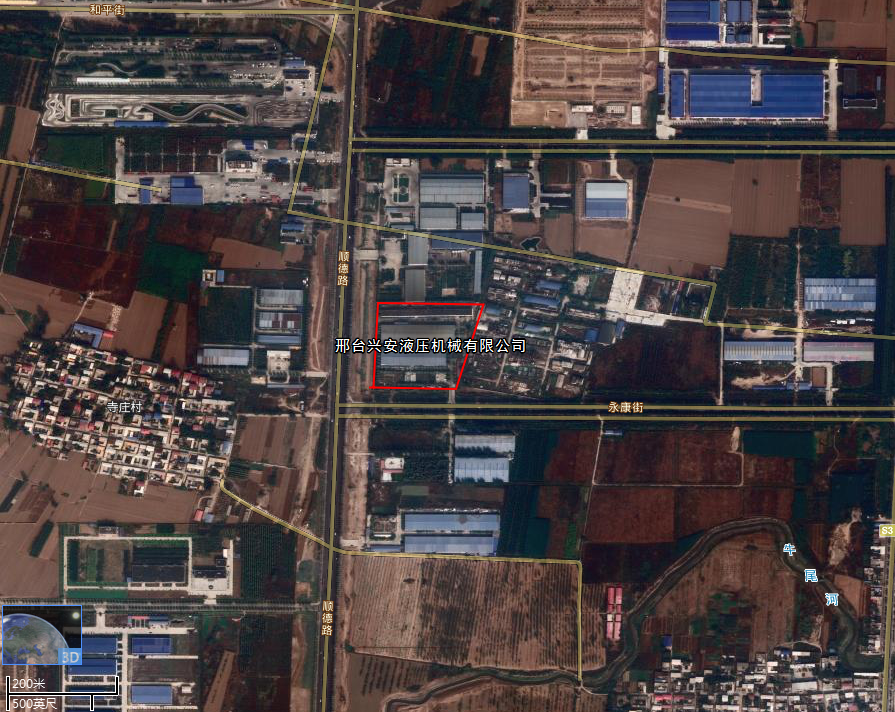 和平街
顺德路
邢台兴安液压机械有限公司
寺庄村
永康街
S3
牛尾河
顺德路
3D
200米
500英尺